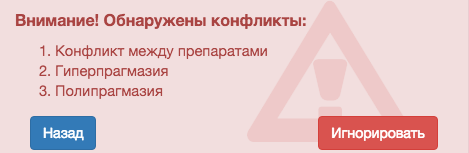 Внимание! Обнаружены конфликты:
1. Конфликт между препаратами
2. Гиперпрагмазия
3. Полипрагмазия
Назад Игнорировать